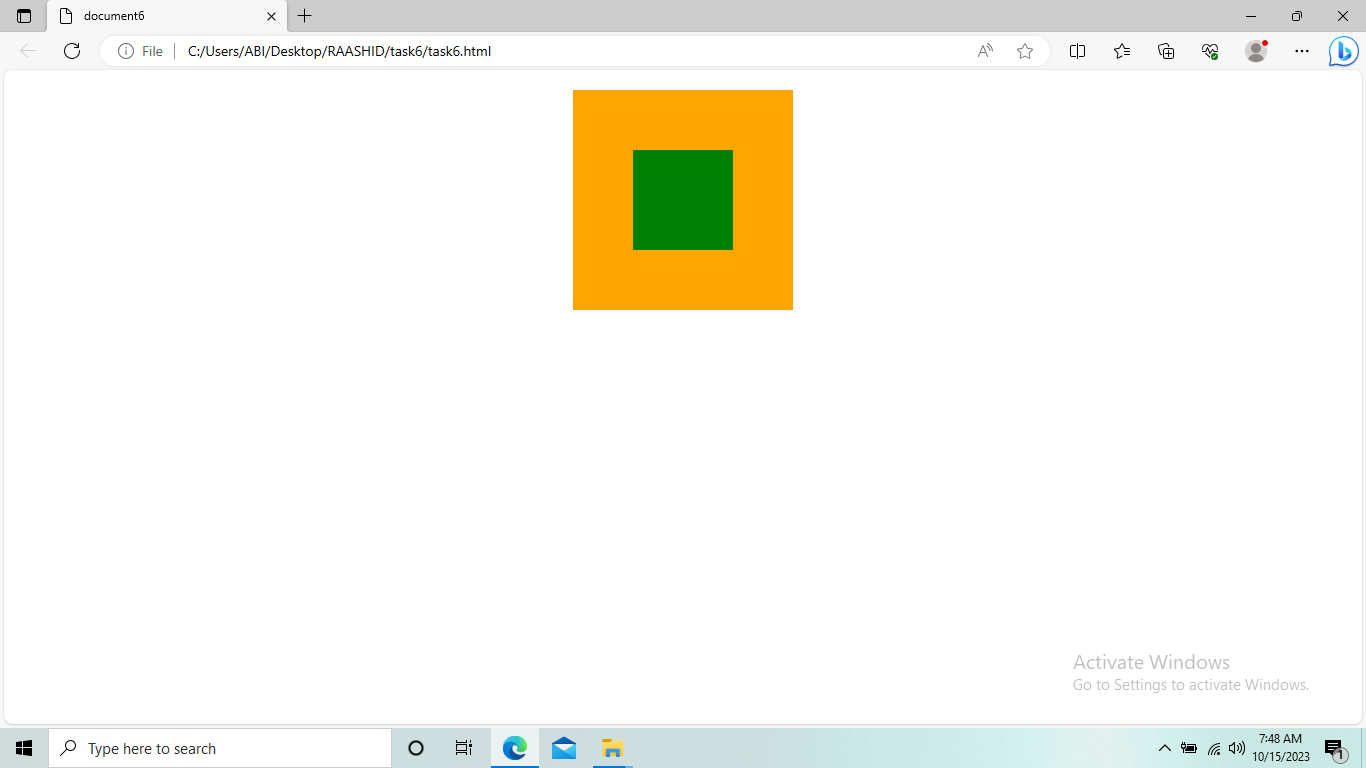 document6
File
C:/Users/ABI/Desktop/RAASHID/task6/task6.html
Activate Windows
Go to Settings to activate Windows.
Type here to search
7:48 AM
10/15/2023
1